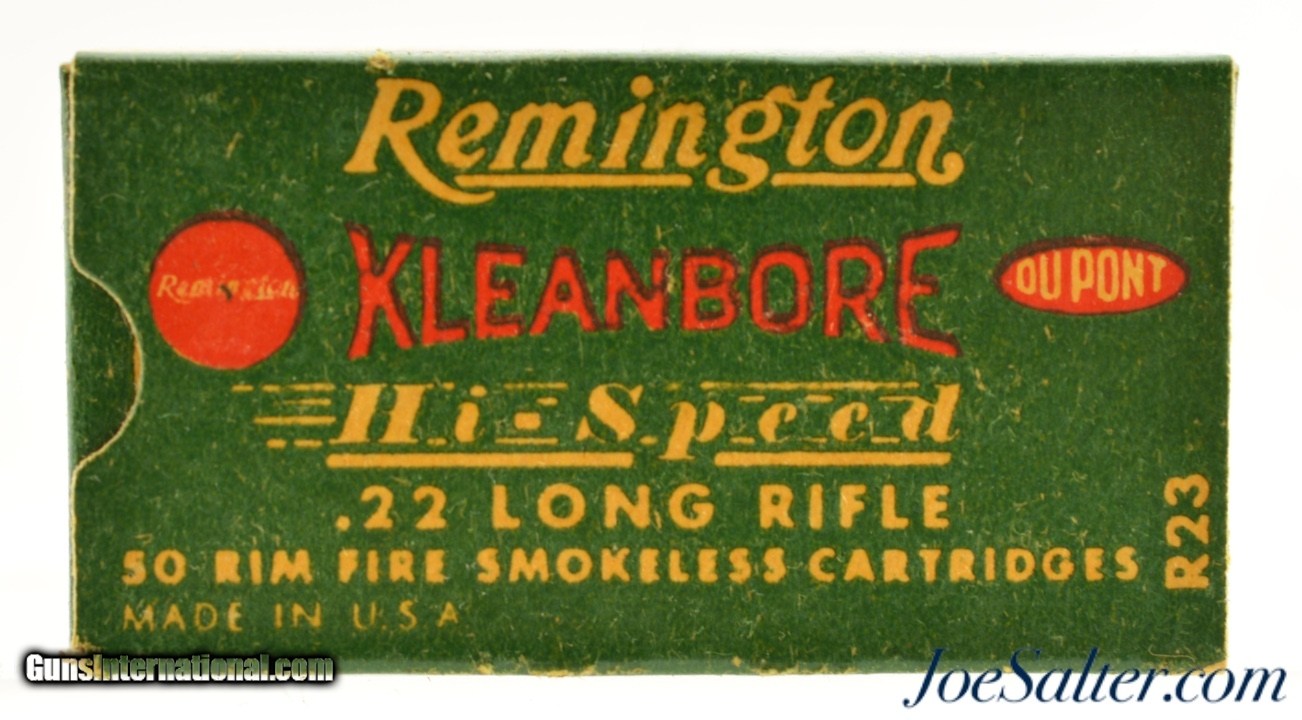 Remington
Remington
KLEANBORE
DU PONT
Hi-Speed
.22 LONG RIFLE
50 RIM FIRE SMOKELESS CARTRIDGES
MADE IN U.S.A
R23
GunsInternational.com
JoeSalter.com